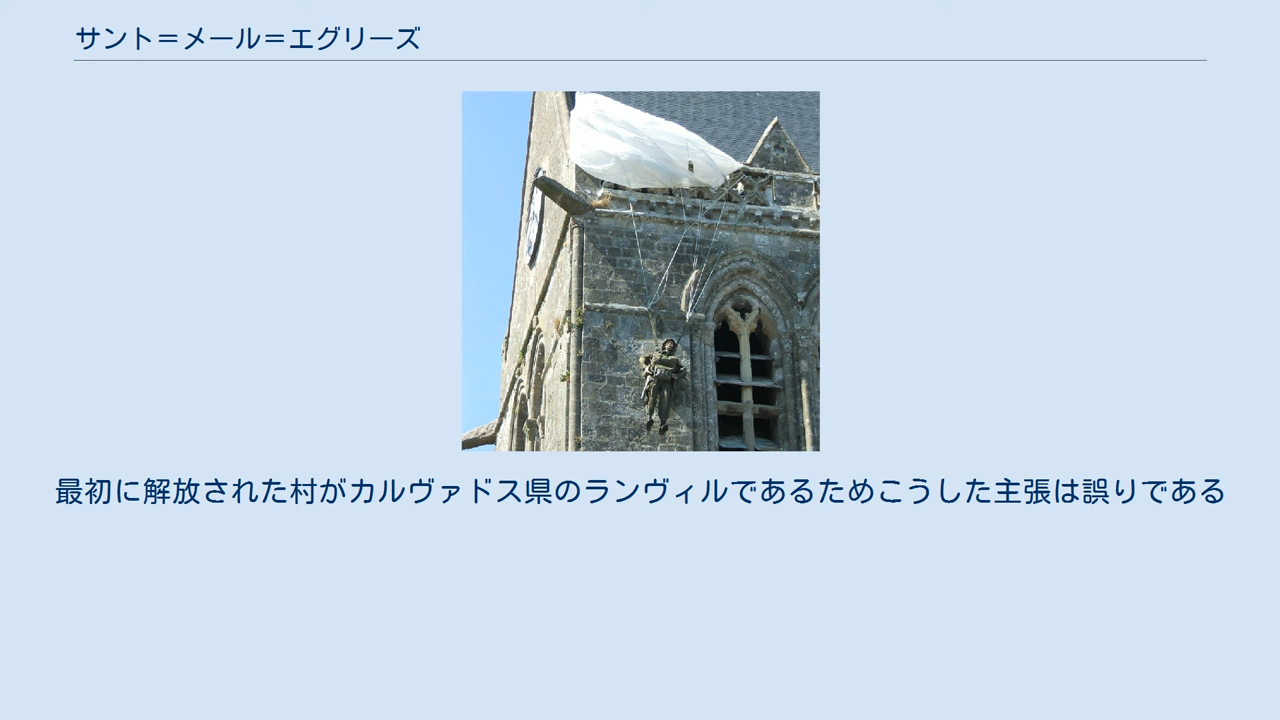 サント＝メール＝エグリーズ
最初に解放された村がカルヴァドス県のランヴィルであるためこうした主張は誤りである